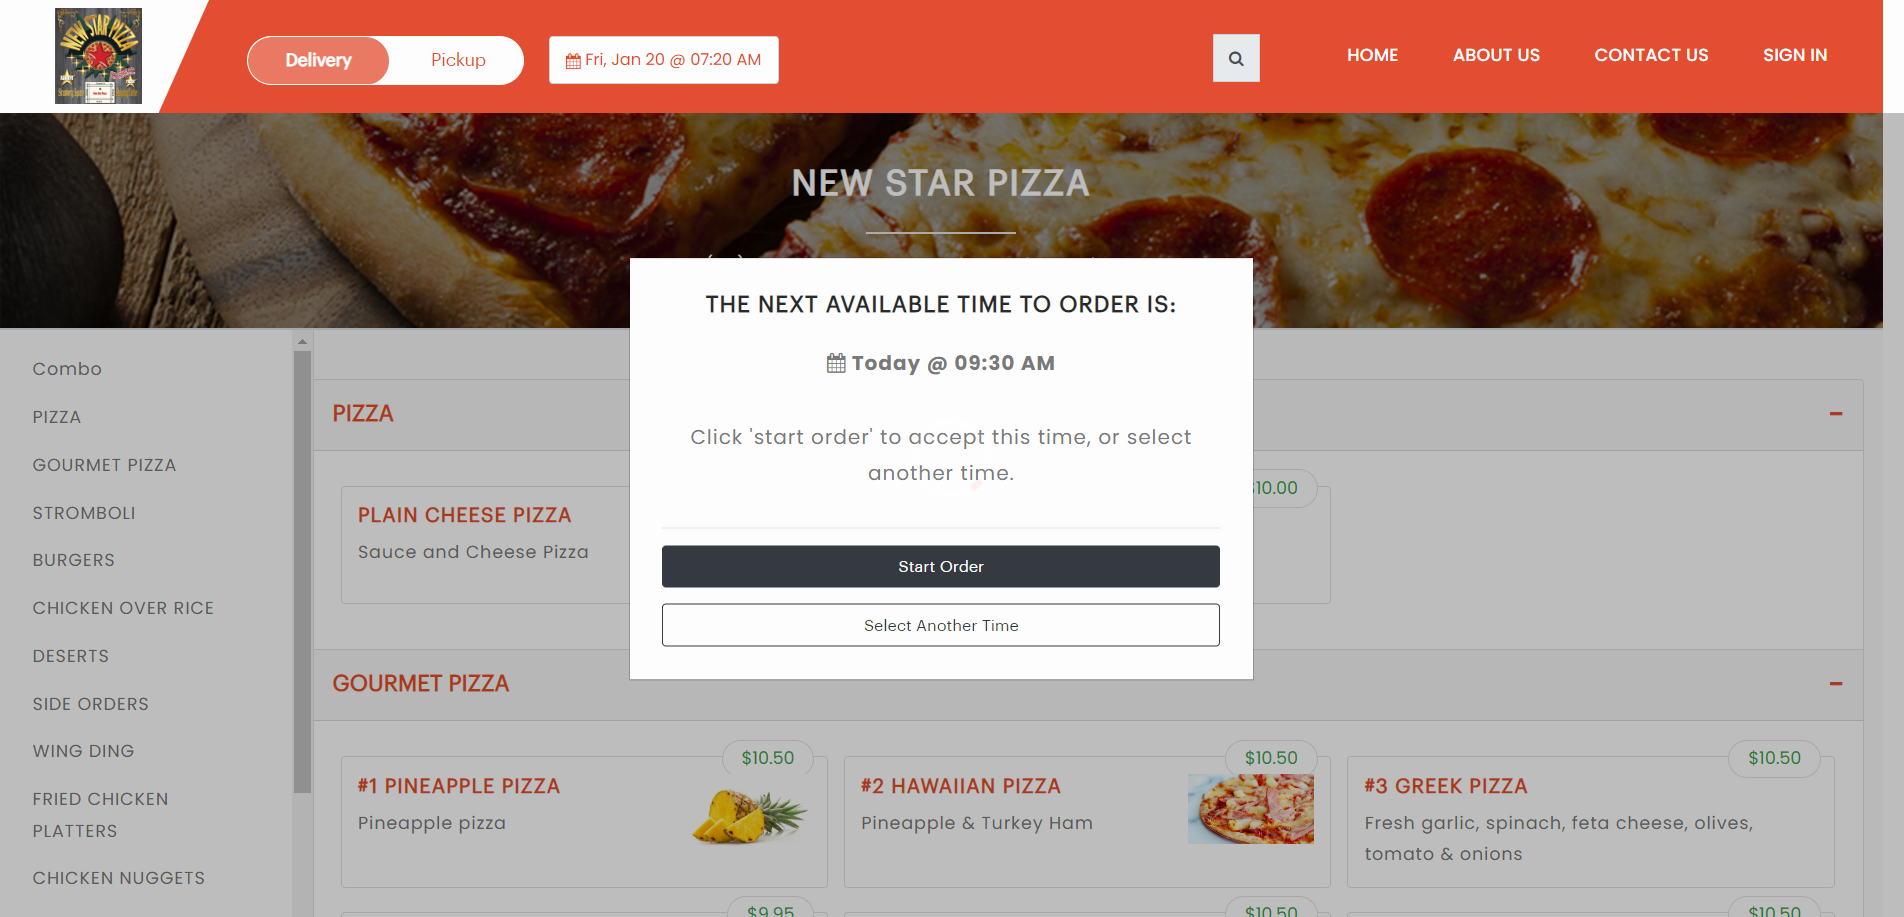 NEW STAR PIZZA
Delivery
Pickup
Fri, Jan 20 @ 07:20 AM
HOME
ABOUT US
CONTACT US
SIGN IN
NEW STAR PIZZA
THE NEXT AVAILABLE TIME TO ORDER IS:
Today @ 09:30 AM
Click 'start order' to accept this time, or select
another time.
Start Order
Select Another Time
Combo
PIZZA
GOURMET PIZZA
STROMBOLI
BURGERS
CHICKEN OVER RICE
DESERTS
SIDE ORDERS
WING DING
FRIED CHICKEN
PLATTERS
CHICKEN NUGGETS
PIZZA
$10.00
PLAIN CHEESE PIZZA
Sauce and Cheese Pizza
GOURMET PIZZA
$10.50
#1 PINEAPPLE PIZZA
Pineapple pizza
$10.50
#2 HAWAIIAN PIZZA
Pineapple & Turkey Ham
$10.50
#3 GREEK PIZZA
Fresh garlic, spinach, feta cheese, olives,
tomato & onions
$9.95
$10.50
$10.50